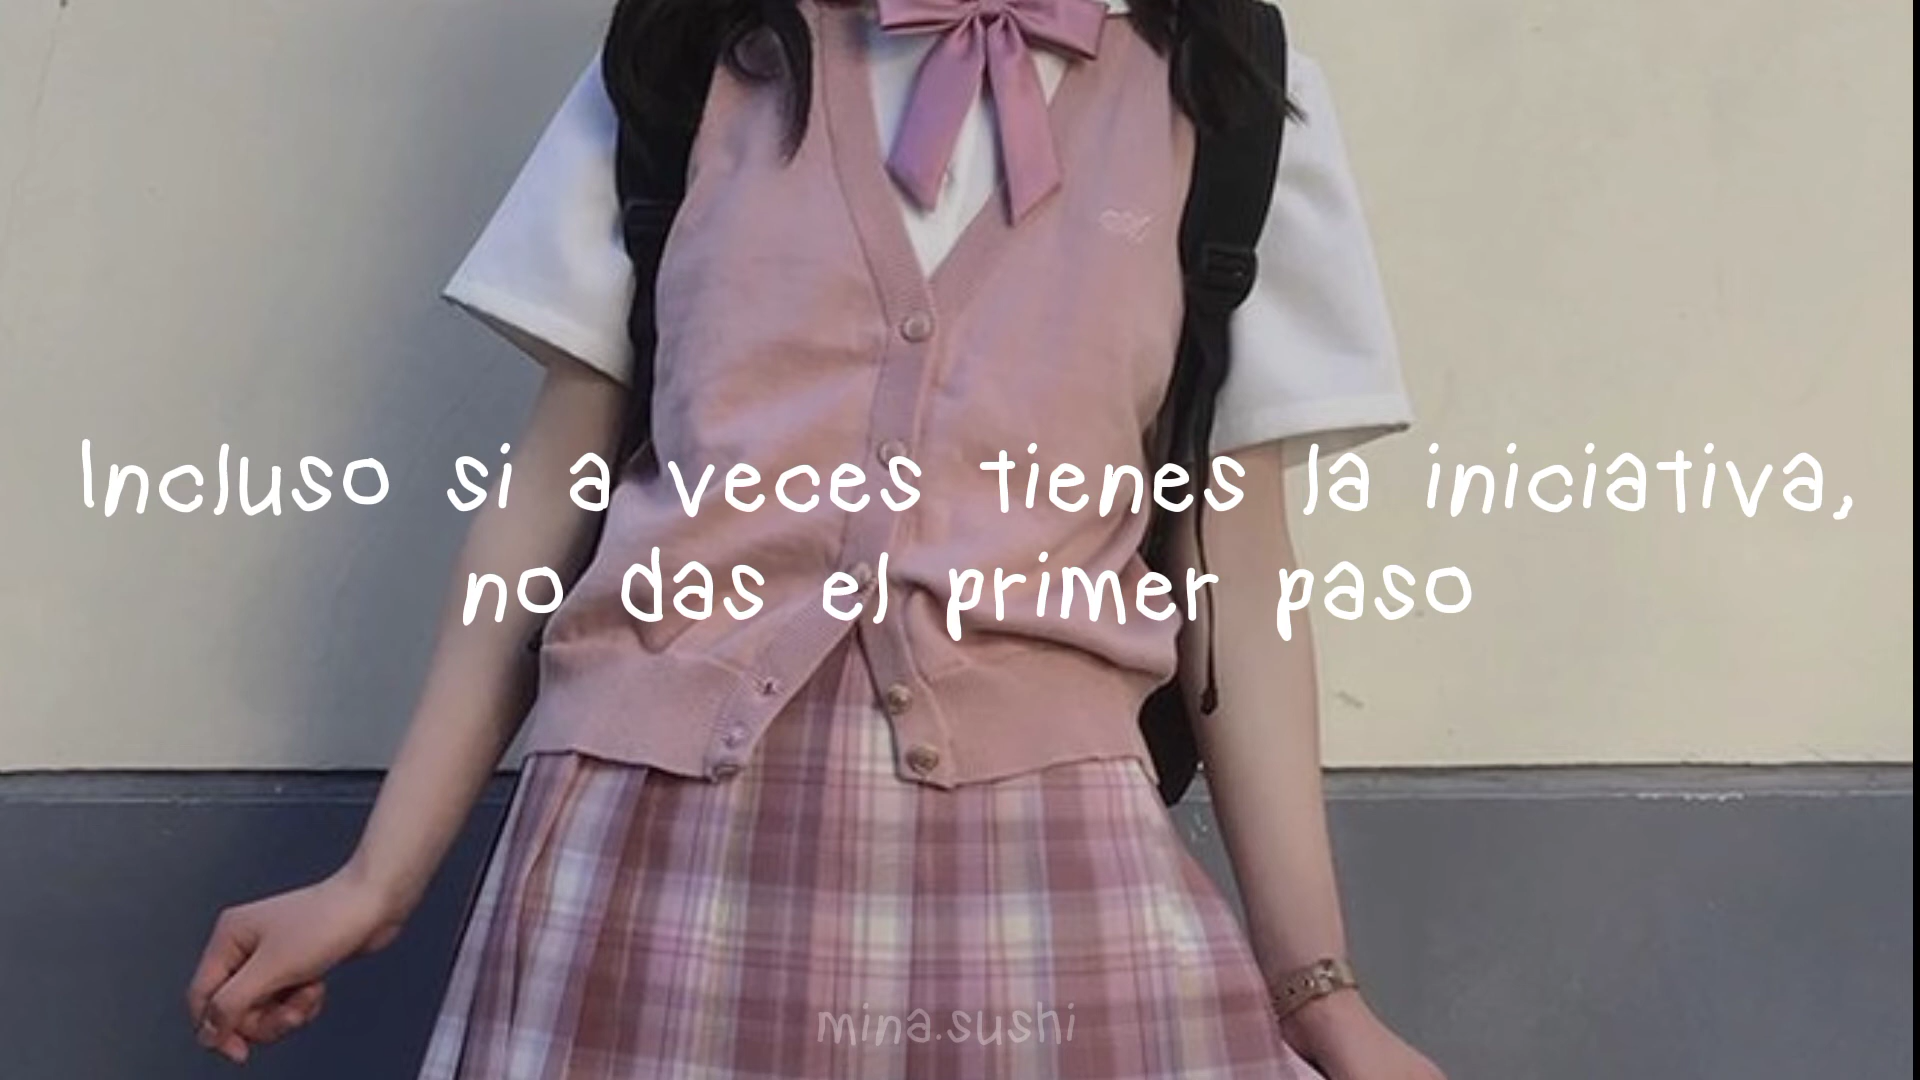 Incluso si a veces tienes la iniciativa,
no das el primer paso
mina.sushi